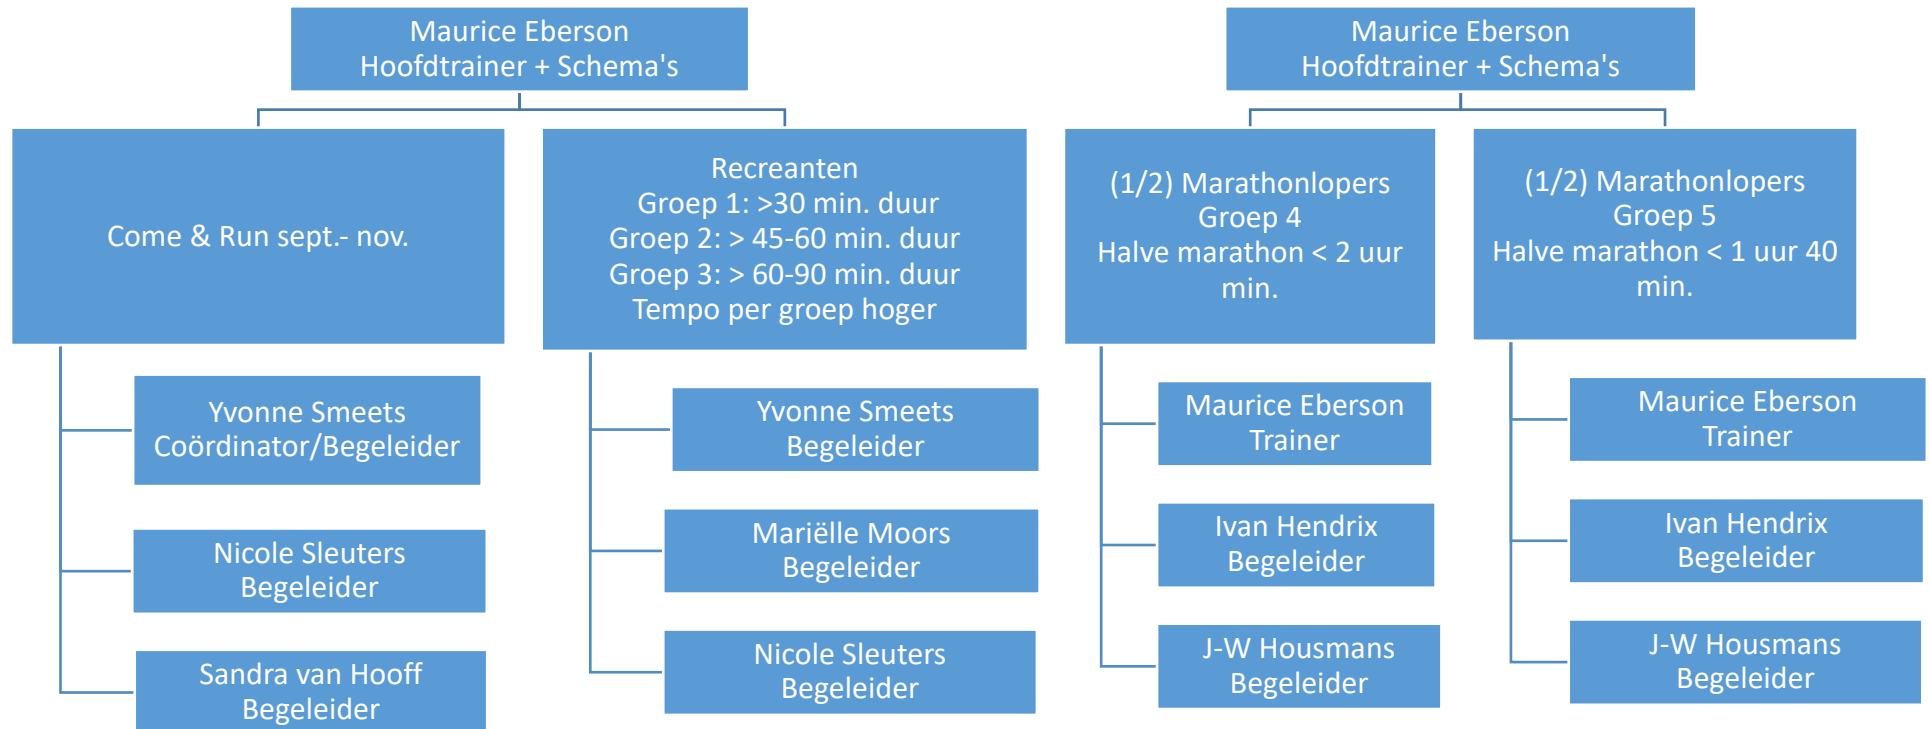 Maurice Eberson
Hoofdtrainer + Schema's
Come & Run sept.- nov.
Yvonne Smeets
Coördinator/Begeleider
Nicole Sleuters
Begeleider
Sandra van Hooff
Begeleider
Recreanten
Groep 1: >30 min. duur
Groep 2: > 45-60 min. duur
Groep 3: > 60-90 min. duur
Tempo per groep hoger
Yvonne Smeets
Begeleider
Mariëlle Moors
Begeleider
Nicole Sleuters
Begeleider
Maurice Eberson
Hoofdtrainer + Schema's
(1/2) Marathonlopers
Groep 4
Halve marathon < 2 uur
min.
Maurice Eberson
Trainer
Ivan Hendrix
Begeleider
J-W Housmans
Begeleider
(1/2) Marathonlopers
Groep 5
Halve marathon < 1 uur 40
min.
Maurice Eberson
Trainer
Ivan Hendrix
Begeleider
J-W Housmans
Begeleider